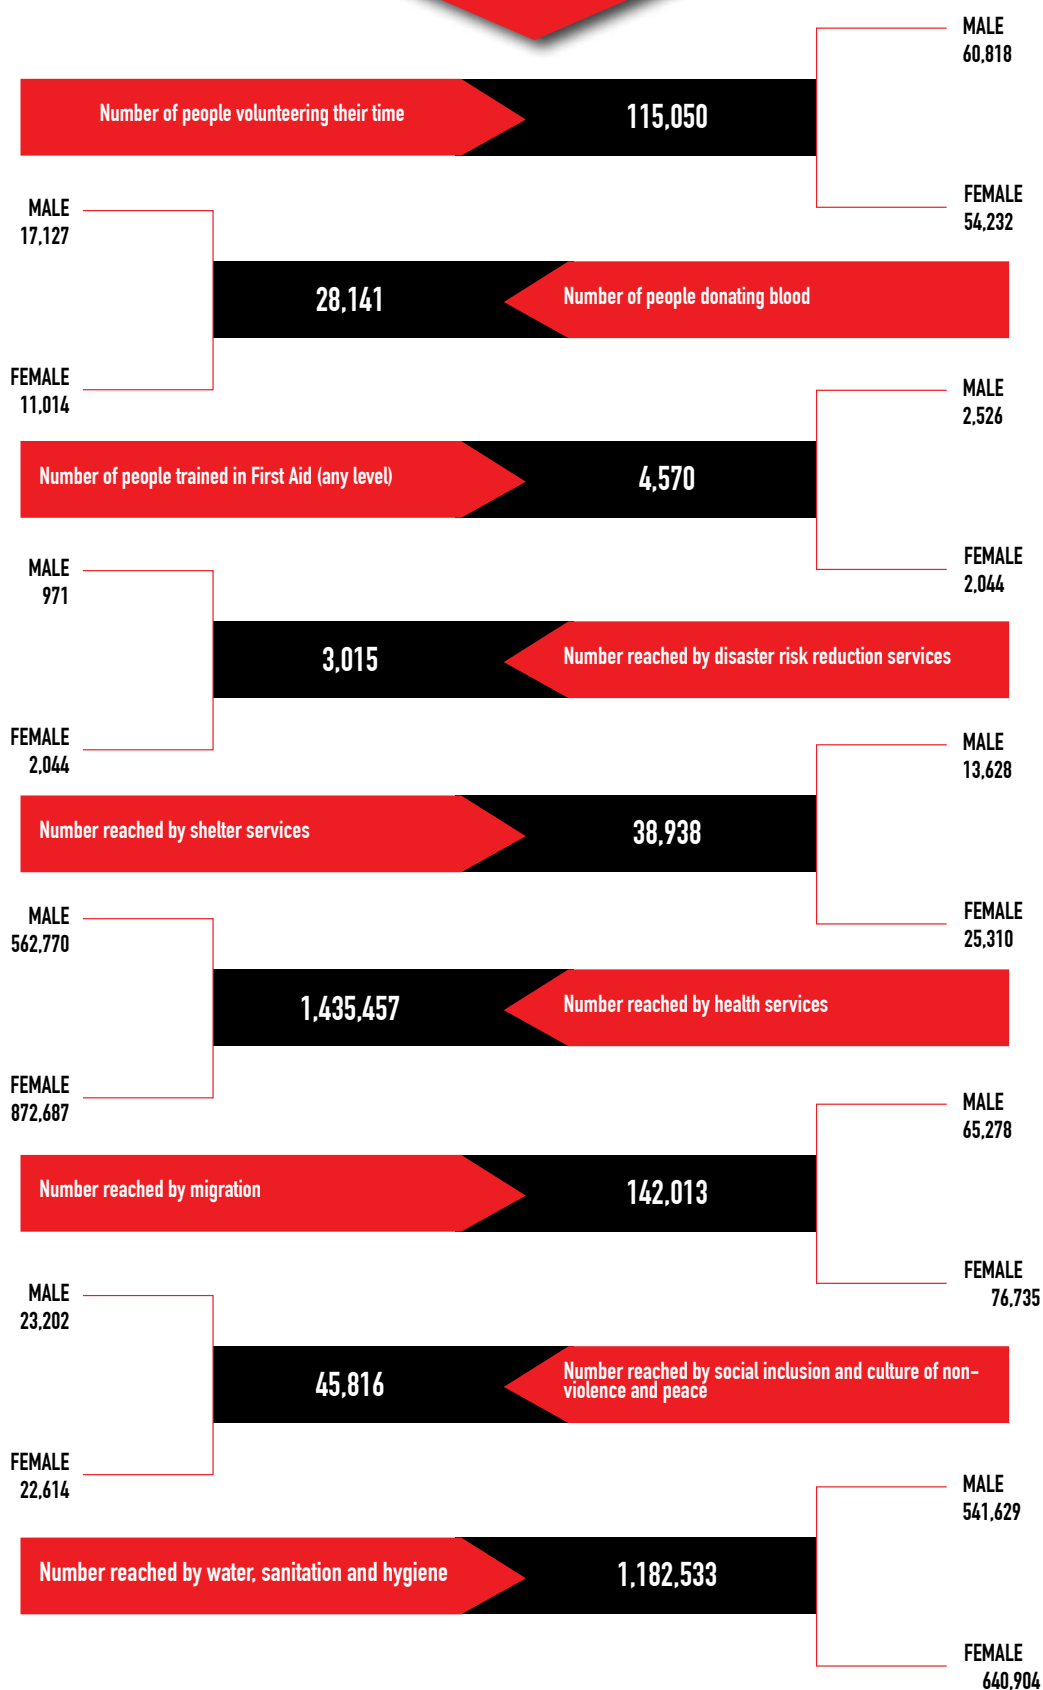 MALE
60,818
Number of people volunteering their time
115,050
FEMALE
54,232
MALE
17,127
28,141
Number of people donating blood
FEMALE
11,014
MALE
2,526
Number of people trained in First Aid (any level)
4,570
FEMALE
2,044
MALE
971
3,015
Number reached by disaster risk reduction services
FEMALE
2,044
MALE
13,628
Number reached by shelter services
38,938
FEMALE
25,310
MALE
562,770
1,435,457
Number reached by health services
FEMALE
872,687
MALE
65,278
Number reached by migration
142,013
FEMALE
76,735
MALE
23,202
45,816
Number reached by social inclusion and culture of non-
violence and peace
FEMALE
22,614
MALE
541,629
Number reached by water, sanitation and hygiene
1,182,533
FEMALE
640,904